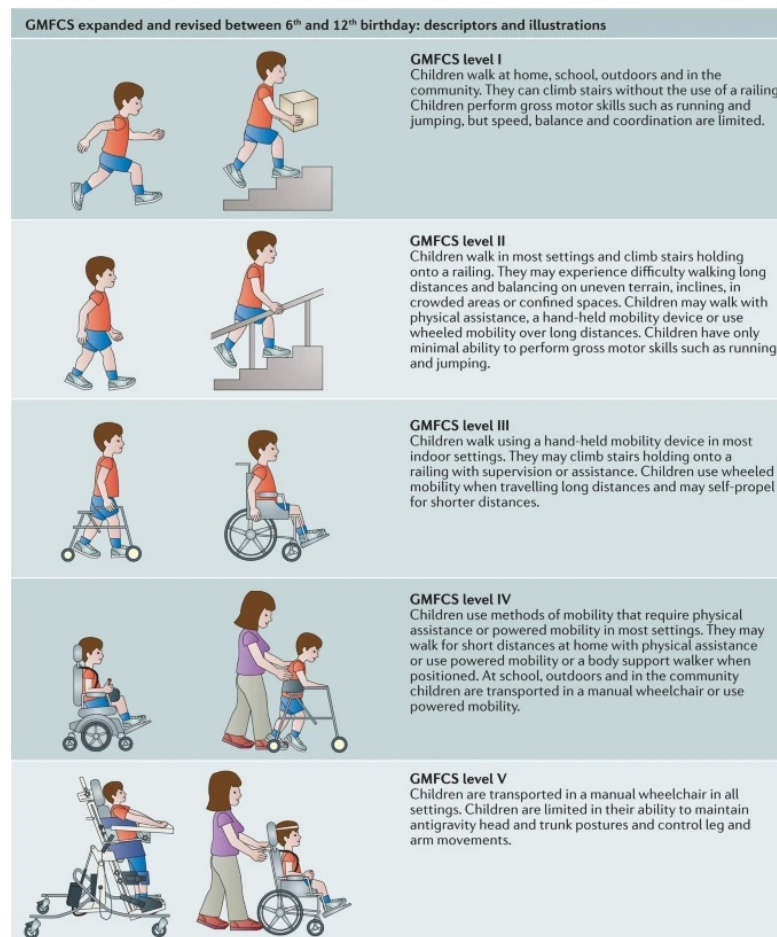 GMFCS expanded and revised between 6th and 12th birthday: descriptors and illustrations
GMFCS level I
Children walk at home, school, outdoors and in the
community. They can climb stairs without the use of a railing
Children perform gross motor skills such as running and
jumping, but speed, balance and coordination are limited.
GMFCS level II
Children walk in most settings and climb stairs holding
onto a railing. They may experience difficulty walking long
distances and balancing on uneven terrain, inclines, in
crowded areas or confined spaces. Children may walk with
physical assistance, a hand-held mobility device or use
wheeled mobility over long distances. Children have only
minimal ability to perform gross motor skills such as running
and jumping.
GMFCS level III
Children walk using a hand-held mobility device in most
indoor settings. They may climb stairs holding onto a
railing with supervision or assistance. Children use wheeled
mobility when travelling long distances and may self-propel
for shorter distances.
GMFCS level IV
Children use methods of mobility that require physical
assistance or powered mobility in most settings. They may
walk for short distances at home with physical assistance
or use powered mobility or a body support walker when
positioned. At school, outdoors and in the community
children are transported in a manual wheelchair or use
powered mobility.
GMFCS level V
Children are transported in a manual wheelchair in all
settings. Children are limited in their ability to maintain
antigravity head and trunk postures and control leg and
arm movements.